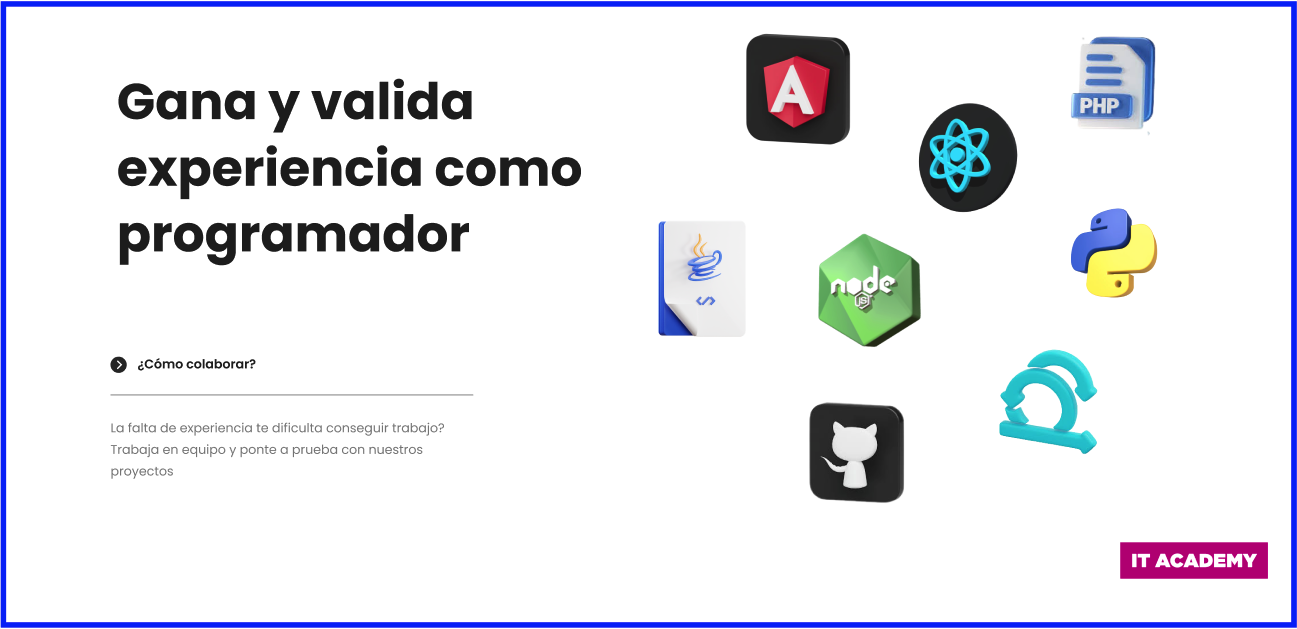 Gana y valida
experiencia como
programador
¿Cómo colaborar?
La falta de experiencia te dificulta conseguir trabajo?
Trabaja en equipo y ponte a prueba con nuestros
proyectos
A
PHP
node
JS
IT ACADEMY